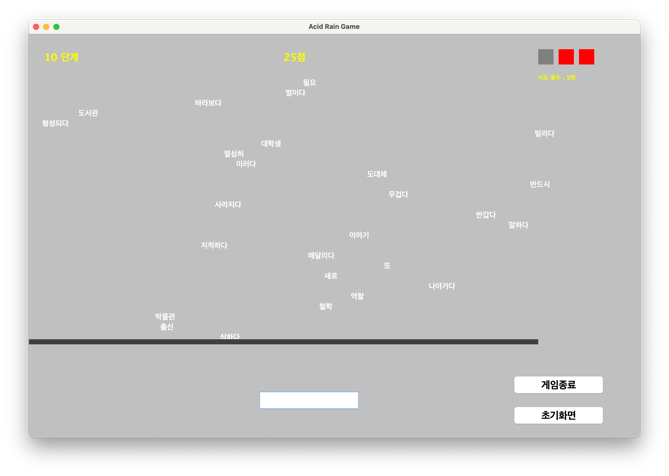 Acid Rain Game
10 단계
25점
시도 횟수 : 5번
필요
벌이다
바라보다
도서관
형성되다
빌리다
대학생
열심히
이러다
도대체
반드시
무겁다
사라지다
반갑다
말하다
이야기
지적하다
매달리다
또
세로
나아가다
역할
철학
박물관
출신
심하다
게임종료
초기화면